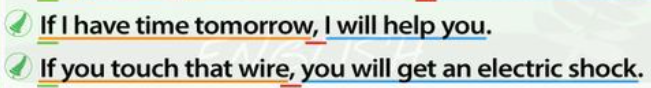 If I have time tomorrow, I will help you.
If you touch that wire, you will get an electric shock.